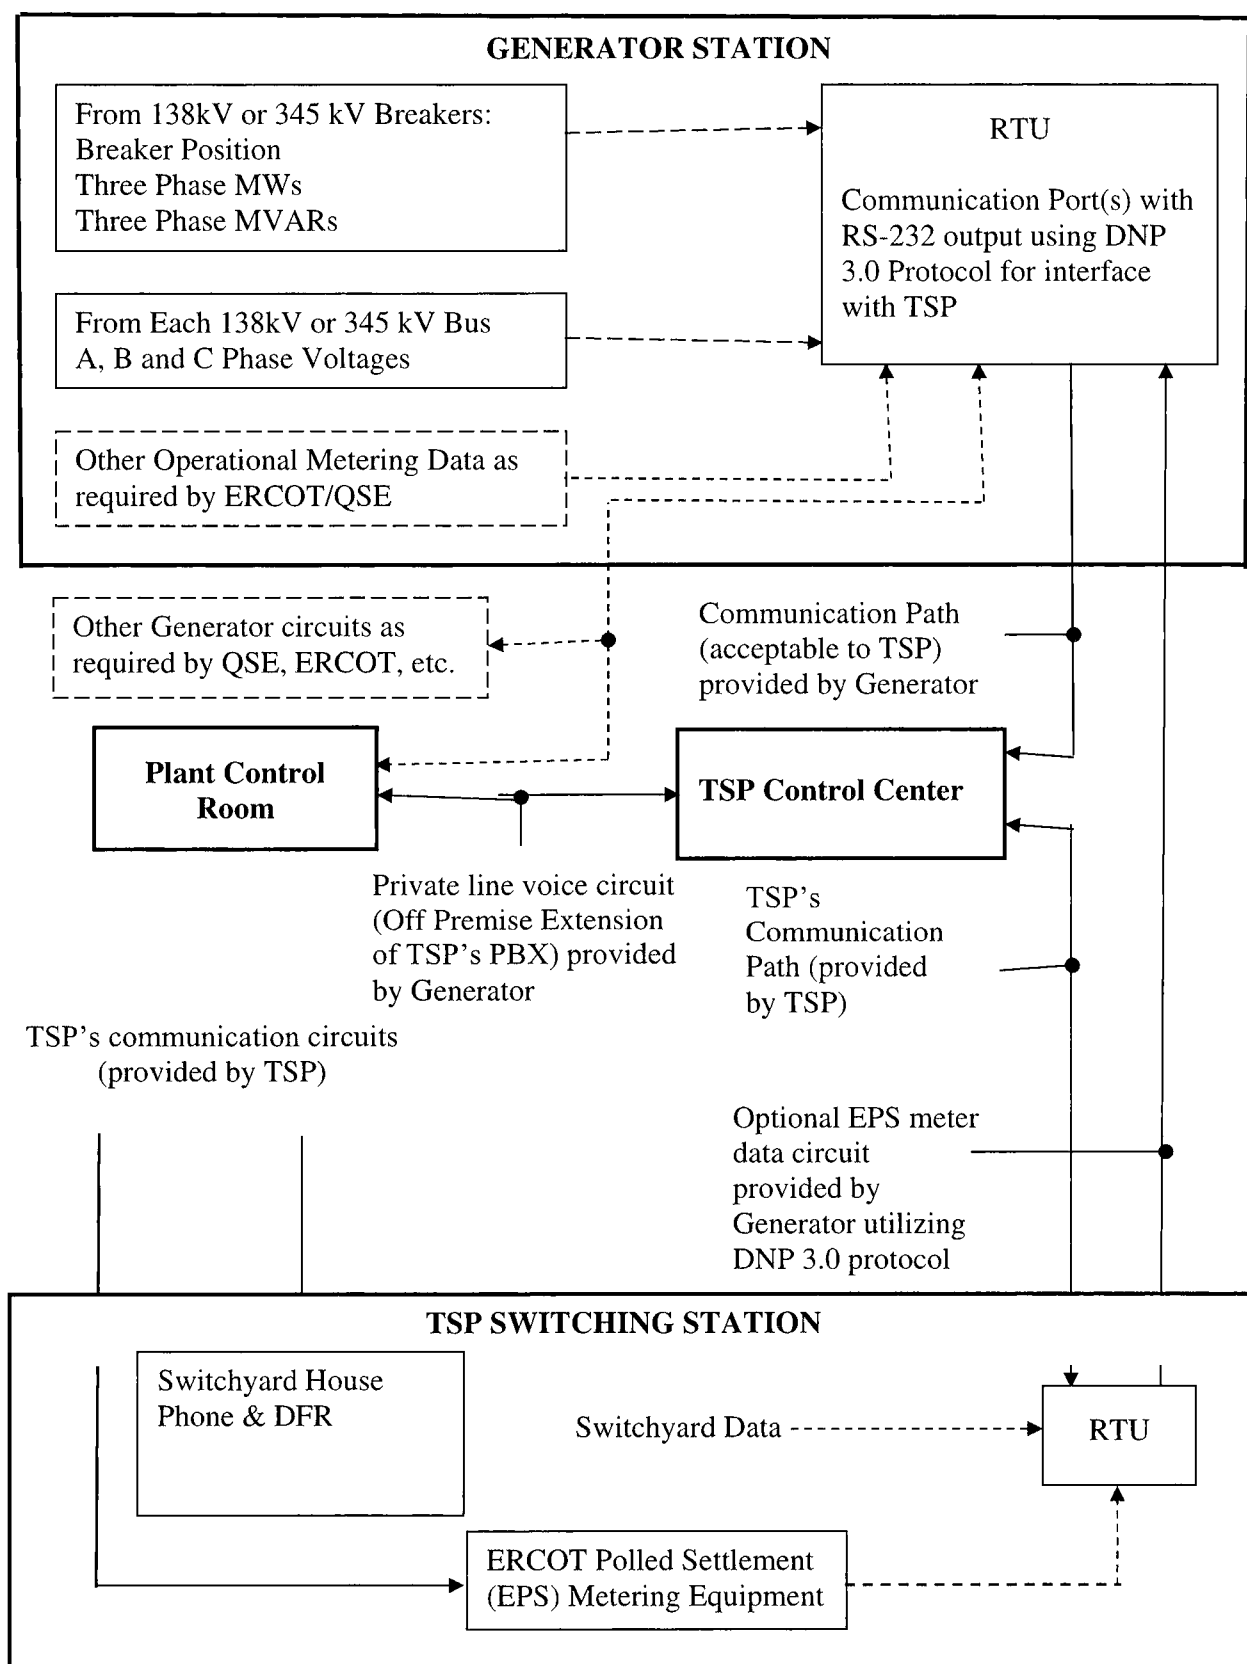 GENERATOR STATION
From 138kV or 345 kV Breakers:
Breaker Position
Three Phase MWs
Three Phase MVARs
RTU
Communication Port(s) with
RS-232 output using DNP
3.0 Protocol for interface
with TSP
From Each 138kV or 345 kV Bus
A, B and C Phase Voltages
Other Operational Metering Data as
required by ERCOT/QSE
Other Generator circuits as
required by QSE, ERCOT, etc.
Communication Path
(acceptable to TSP)
provided by Generator
Plant Control
Room
TSP Control Center
Private line voice circuit
(Off Premise Extension
of TSP's PBX) provided
by Generator
TSP's
Communication
Path (provided
by TSP)
TSP's communication circuits
(provided by TSP)
Optional EPS meter
data circuit
provided by
Generator utilizing
DNP 3.0 protocol
TSP SWITCHING STATION
Switchyard House
Phone & DFR
Switchyard Data
RTU
ERCOT Polled Settlement
(EPS) Metering Equipment